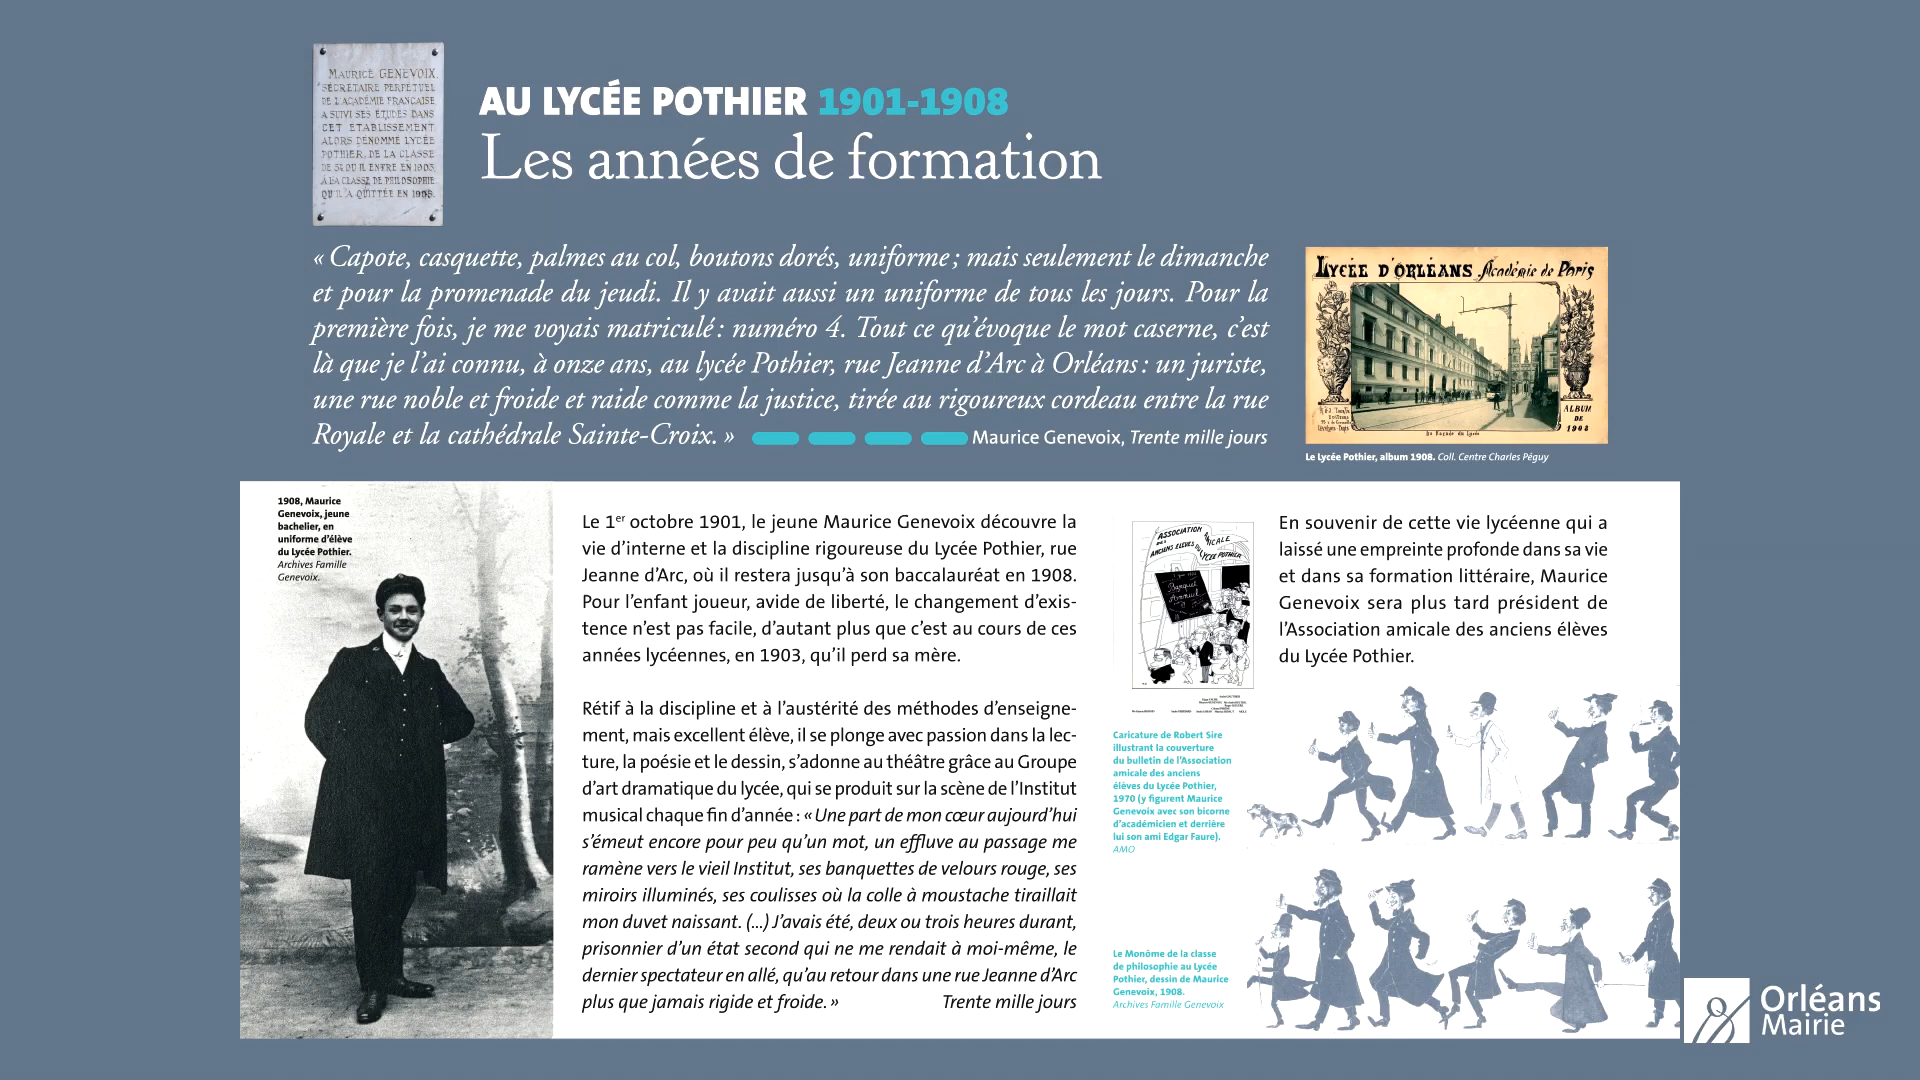 MAURICE GENEVOIX
SECRÉTAIRE PERPÉTUEL
DE L'ACADÉMIE FRANÇAISE
A SUIVI SES ÉTUDES DANS
CET ÉTABLISSEMENT
ALORS DÉNOMMÉ LYCÉE
POTHIER, DE LA CLASSE
DE 5e OÙ IL ENTRE EN
À LA CLASSE DE PHILOSOPHIE
QU'IL A QUITTÉE EN 1908.
AU LYCÉE POTHIER 1901-1908
Les années de formation
« Capote, casquette, palmes au col, boutons dorés, uniforme ; mais seulement le dimanche
et pour la promenade du jeudi. Il y avait aussi un uniforme de tous les jours. Pour la
première fois, je me voyais matriculé : numéro 4. Tout ce qu'évoque le mot caserne, c'est
là que je l'ai connu, à onze ans, au lycée Pothier, rue Jeanne d'Arc à Orléans : un juriste,
une rue noble et froide et raide comme la justice, tirée au rigoureux cordeau entre la rue
Royale et la cathédrale Sainte-Croix. »
Maurice Genevoix, Trente mille jours
LYCÉE D'ORLÉANS Académie de Paris
ALBUM
DE
1908
La Façade du Lycée
Le Lycée Pothier, album 1908. Coll. Centre Charles Péguy
1908, Maurice
Genevoix, jeune
bachelier, en
uniforme d'élève
du Lycée Pothier.
Archives Famille
Genevoix.
Le 1er octobre 1901, le jeune Maurice Genevoix découvre la
vie d'interne et la discipline rigoureuse du Lycée Pothier, rue
Jeanne d'Arc, où il restera jusqu'à son baccalauréat en 1908.
Pour l'enfant joueur, avide de liberté, le changement d'exis-
tence n'est pas facile, d'autant plus que c'est au cours de ces
années lycéennes, en 1903, qu'il perd sa mère.
Rétif à la discipline et à l'austérité des méthodes d'enseigne-
ment, mais excellent élève, il se plonge avec passion dans la lec-
ture, la poésie et le dessin, s'adonne au théâtre grâce au Groupe
d'art dramatique du lycée, qui se produit sur la scène de l'Institut
musical chaque fin d'année : « Une part de mon cœur aujourd'hui
s'émeut encore pour peu qu'un mot, un effluve au passage me
ramène vers le vieil Institut, ses banquettes de velours rouge, ses
miroirs illuminés, ses coulisses où la colle à moustache tiraillait
mon duvet naissant. (...) J'avais été, deux ou trois heures durant,
prisonnier d'un état second qui ne me rendait à moi-même, le
dernier spectateur en allé, qu'au retour dans une rue Jeanne d'Arc
plus que jamais rigide et froide. » Trente mille jours
ASSOCIATION AMICALE
DES
ANCIENS ELEVES DU LYCÉE POTHIER
Banquet
Annuel
Caricature de Robert Sire
illustrant la couverture
du bulletin de l'Association
amicale des anciens
élèves du Lycée Pothier,
1970 (y figurent Maurice
Genevoix avec son bicorne
d'académicien et derrière
lui son ami Edgar Faure).
AMO
En souvenir de cette vie lycéenne qui a
laissé une empreinte profonde dans sa vie
et dans sa formation littéraire, Maurice
Genevoix sera plus tard président de
l'Association amicale des anciens élèves
du Lycée Pothier.
Le Monôme de la classe
de philosophie au Lycée
Pothier, dessin de Maurice
Genevoix, 1908.
Archives Famille Genevoix
Orléans
Mairie